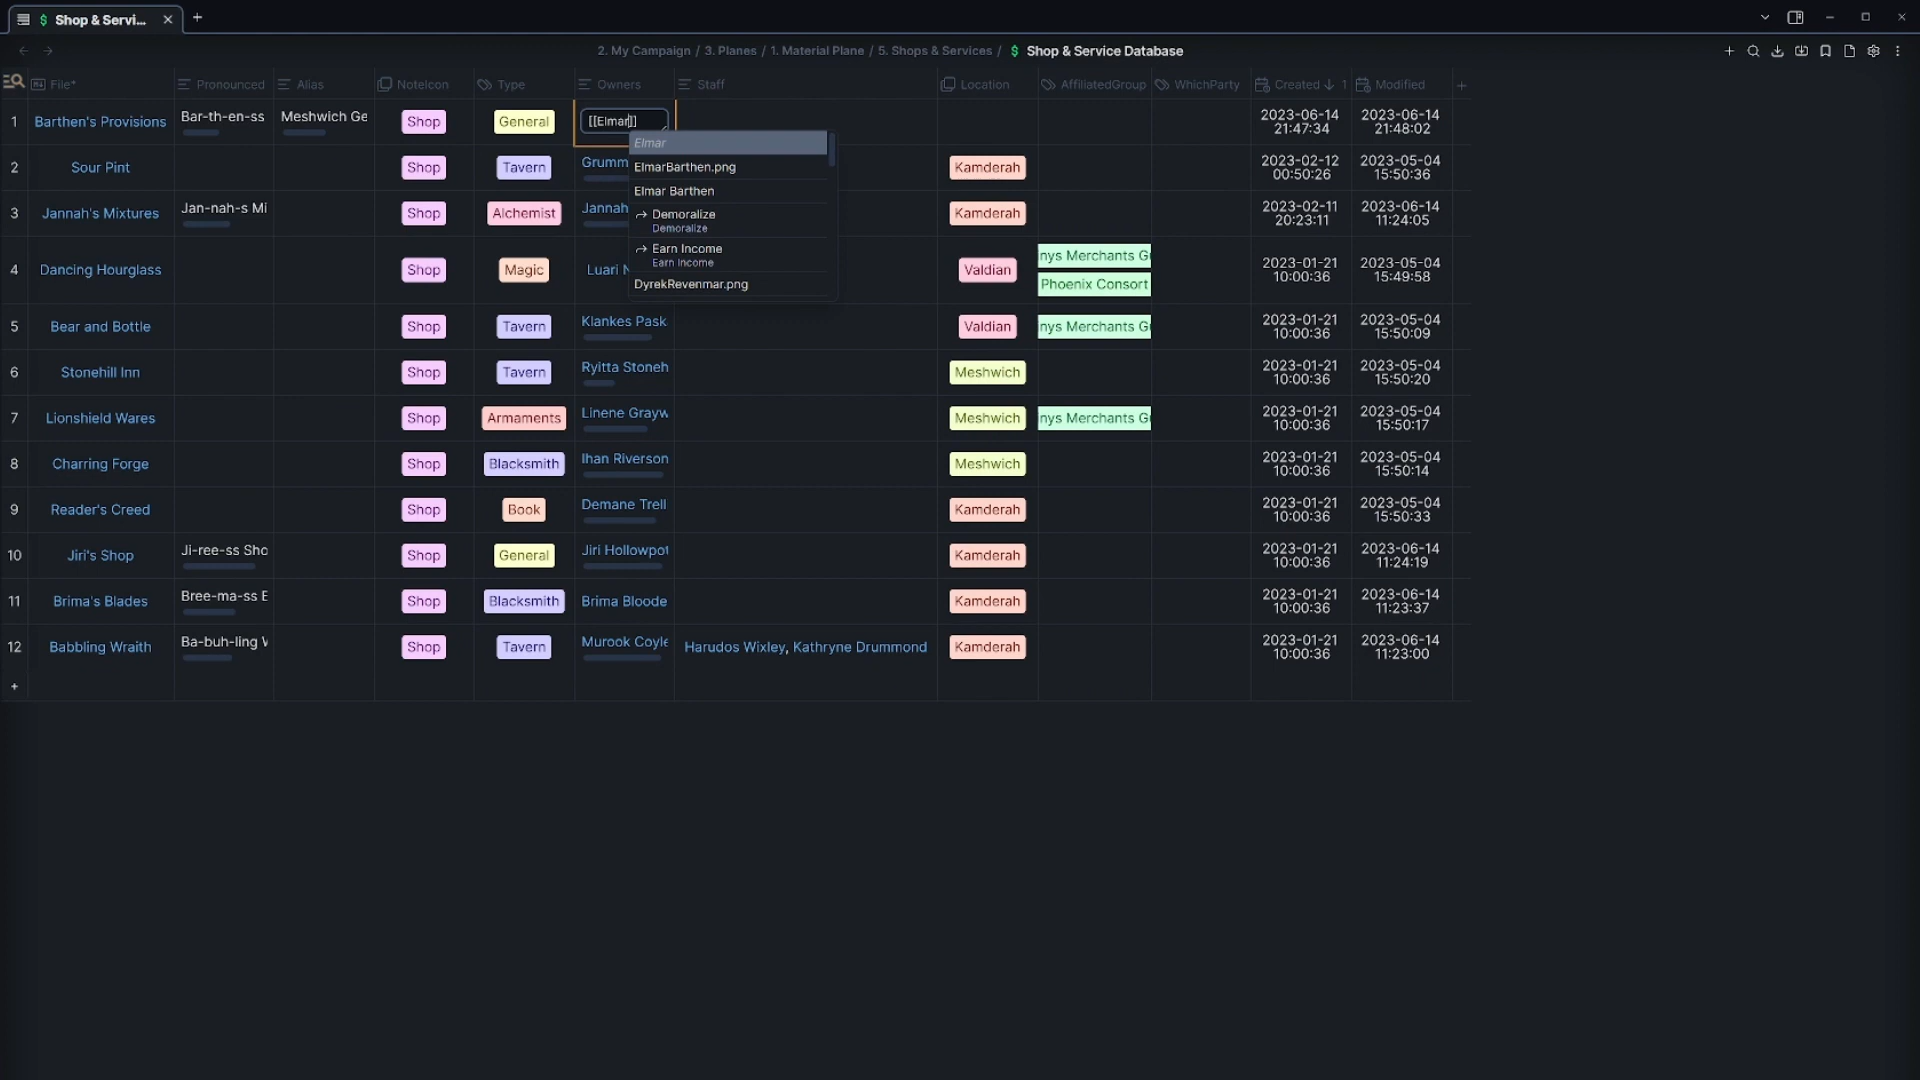 $ Shop & Servi...
2. My Campaign / 3. Planes / 1. Material Plane / 5. Shops & Services / $ Shop & Service Database
File* Pronounced Alias NoteIcon Type Owners Staff Location AffiliatedGroup WhichParty Created ↓ 1 Modified +
1 Barthen's Provisions Bar-th-en-ss Meshwich Ge Shop General [[Elmar]] 2023-06-14 21:47:34 2023-06-14 21:48:02
Elmar
ElmarBarthen.png
Elmar Barthen
Demoralize
Demoralize
Earn Income
Earn Income
DyrekRevenmar.png
2 Sour Pint Shop Tavern Grumm Kamderah 2023-02-12 00:50:26 2023-05-04 15:50:36
3 Jannah's Mixtures Jan-nah-s Mi Shop Alchemist Jannah Kamderah 2023-02-11 20:23:11 2023-06-14 11:24:05
4 Dancing Hourglass Shop Magic Luari N Valdian nys Merchants G Phoenix Consort 2023-01-21 10:00:36 2023-05-04 15:49:58
5 Bear and Bottle Shop Tavern Klankes Pask Valdian nys Merchants G 2023-01-21 10:00:36 2023-05-04 15:50:09
6 Stonehill Inn Shop Tavern Ryitta Stoneh Meshwich 2023-01-21 10:00:36 2023-05-04 15:50:20
7 Lionshield Wares Shop Armaments Linene Grayw Meshwich nys Merchants G 2023-01-21 10:00:36 2023-05-04 15:50:17
8 Charring Forge Shop Blacksmith Ihan Riverson Meshwich 2023-01-21 10:00:36 2023-05-04 15:50:14
9 Reader's Creed Shop Book Demane Trell Kamderah 2023-01-21 10:00:36 2023-05-04 15:50:33
10 Jiri's Shop Ji-ree-ss Sho Shop General Jiri Hollowpot Kamderah 2023-01-21 10:00:36 2023-06-14 11:24:19
11 Brima's Blades Bree-ma-ss B Shop Blacksmith Brima Bloode Kamderah 2023-01-21 10:00:36 2023-06-14 11:23:37
12 Babbling Wraith Ba-buh-ling W Shop Tavern Murook Coyle Harudos Wixley, Kathryne Drummond Kamderah 2023-01-21 10:00:36 2023-06-14 11:23:00
+